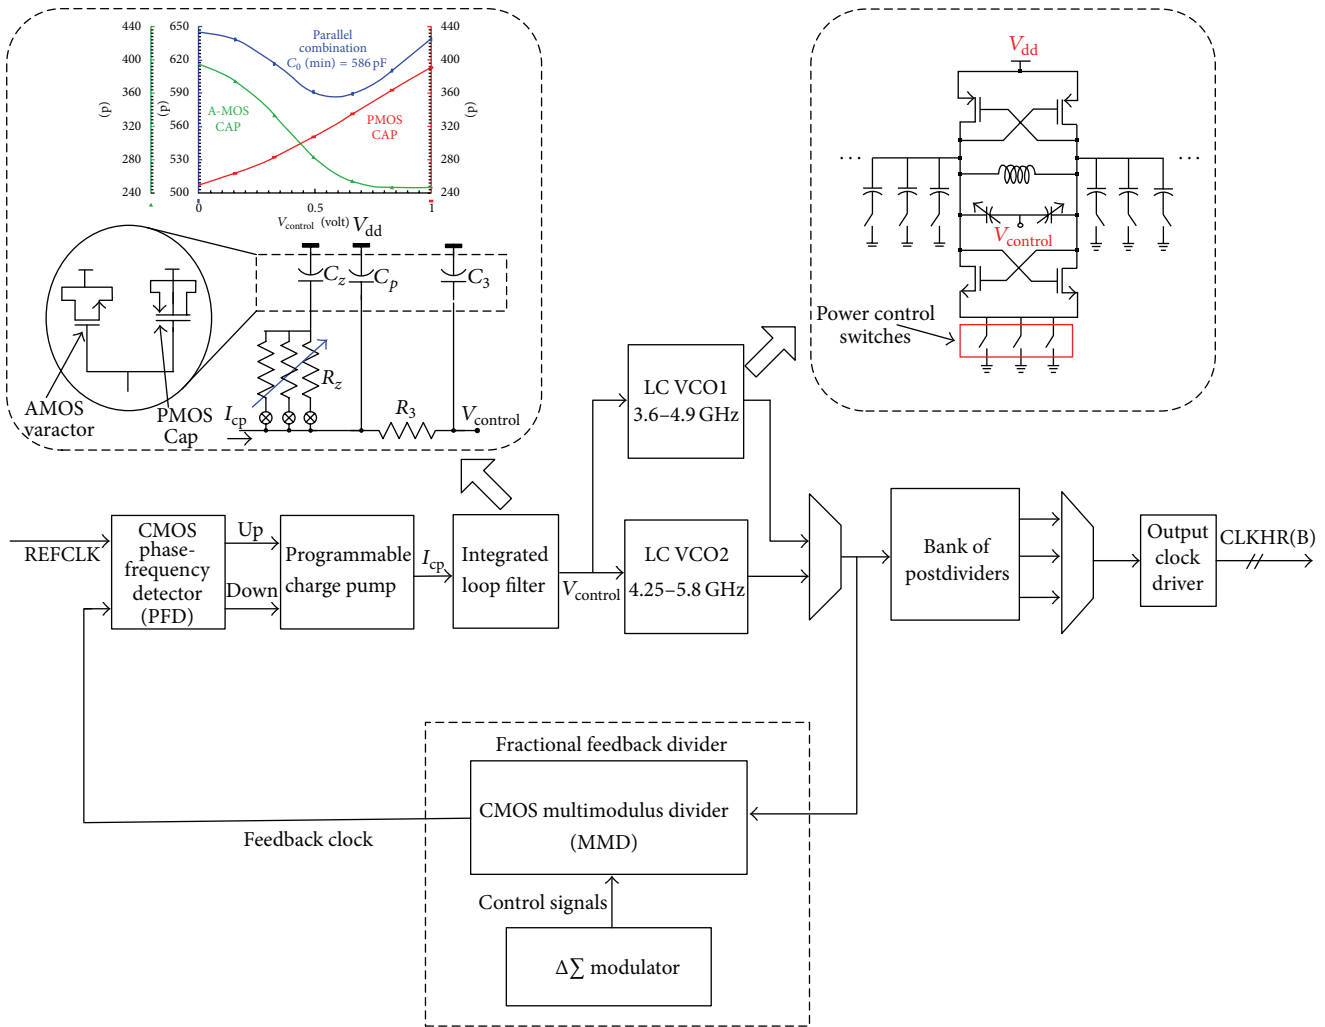 440
400
360
320
280
240
(p)
650
620
590
560
530
500
(p)
440
400
360
320
280
240
(p)
Parallel
combination
C0 (min) = 586 pF
A-MOS
CAP
PMOS
CAP
0
0.5
1
Vcontrol (volt)
Vdd
Cz
Cp
C3
Rz
R3
Icp
Vcontrol
AMOS
varactor
PMOS
Cap
Vdd
Vcontrol
Power control
switches
LC VCO1
3.6–4.9 GHz
LC VCO2
4.25–5.8 GHz
REFCLK
CMOS
phase-
frequency
detector
(PFD)
Up
Down
Programmable
charge pump
Icp
Integrated
loop filter
Vcontrol
Bank of
postdividers
Output
clock
driver
CLKHR(B)
Fractional feedback divider
CMOS multimodulus divider
(MMD)
Feedback clock
Control signals
Δ∑ modulator